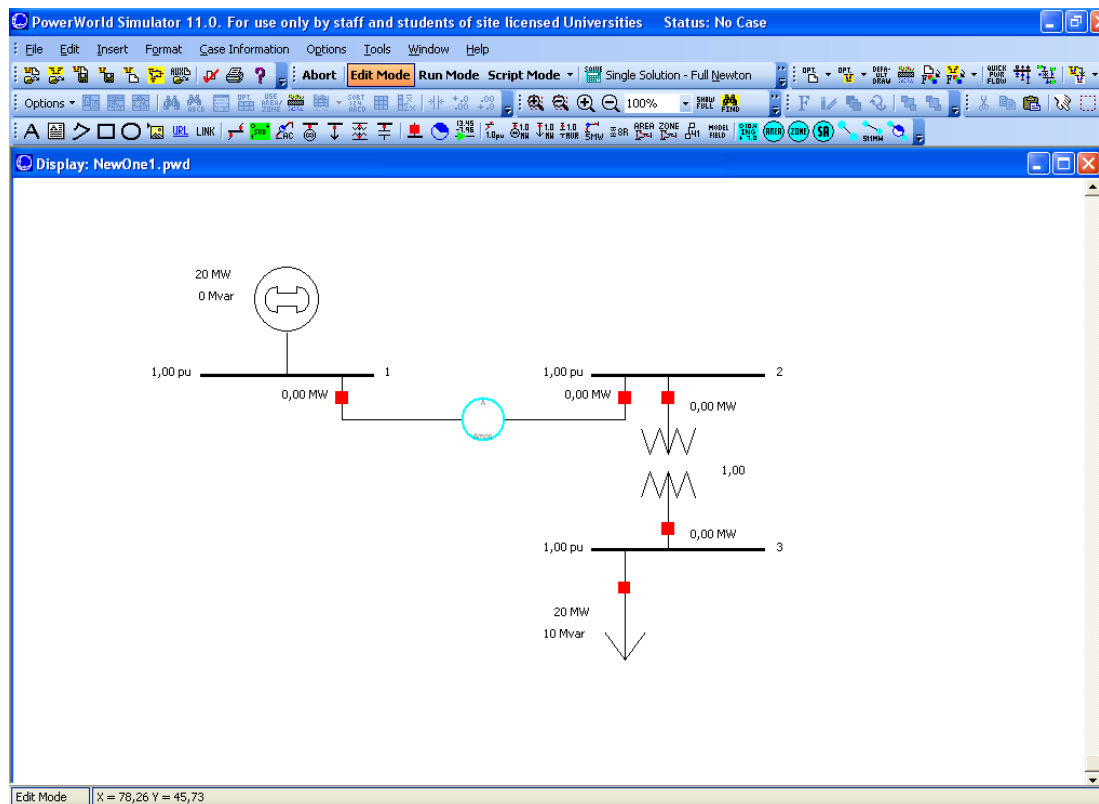 PowerWorld Simulator 11.0. For use only by staff and students of site licensed Universities Status: No Case
File Edit Insert Format Case Information Options Tools Window Help
Abort Edit Mode Run Mode Script Mode Single Solution - Full Newton
Options 100%
A URL LINK
Display: NewOne1.pwd
20 MW
0 Mvar
1,00 pu 1
0,00 MW
1,00 pu 2
0,00 MW
0,00 MW
A
Amps
1,00
0,00 MW
1,00 pu 3
20 MW
10 Mvar
Edit Mode X = 78,26 Y = 45,73